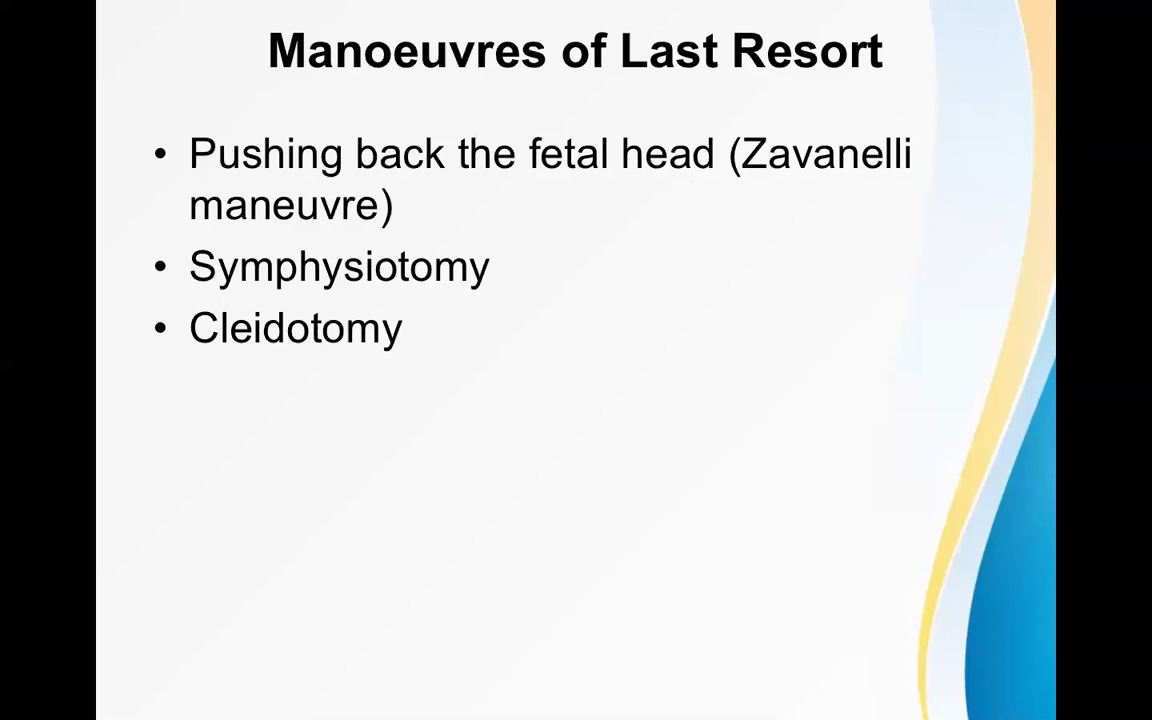 Manoeuvres of Last Resort
• Pushing back the fetal head (Zavanelli
maneuvre)
• Symphysiotomy
• Cleidotomy